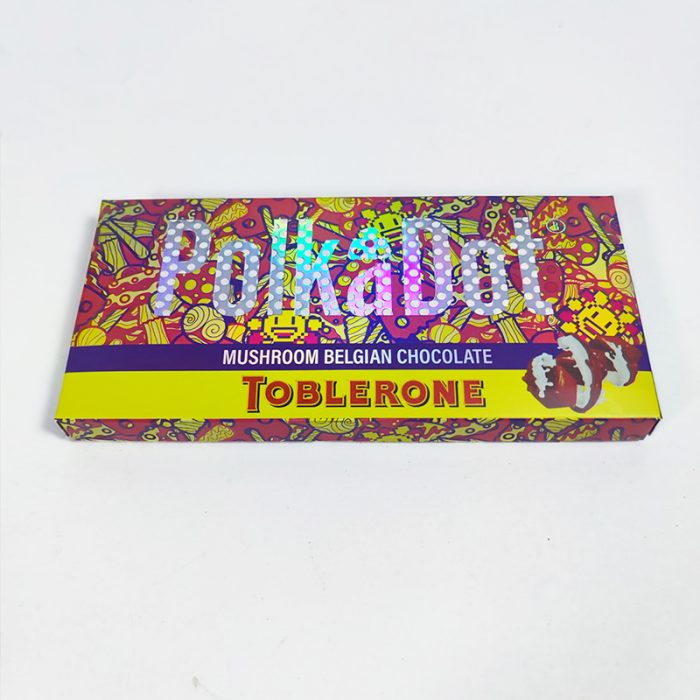 PolkaDot
MUSHROOM BELGIAN CHOCOLATE
TOBLERONE